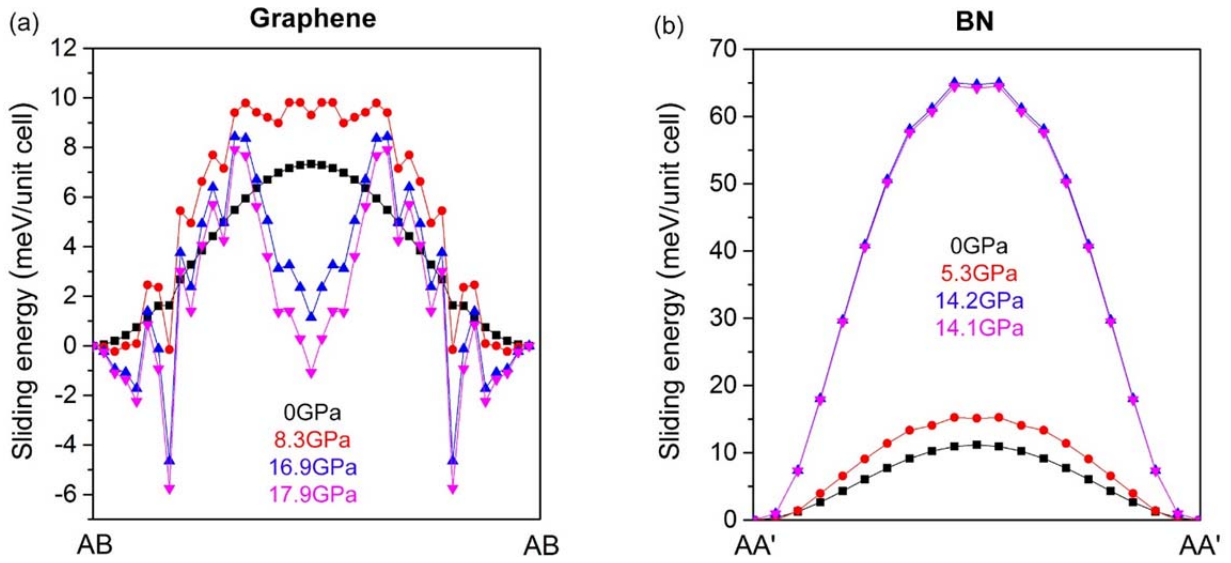 (a)
Graphene
Sliding energy (meV/unit cell)
12
10
8
6
4
2
0
-2
-4
-6
0GPa
8.3GPa
16.9GPa
17.9GPa
AB
AB
(b)
BN
Sliding energy (meV/unit cell)
70
60
50
40
30
20
10
0
0GPa
5.3GPa
14.2GPa
14.1GPa
AA'
AA'